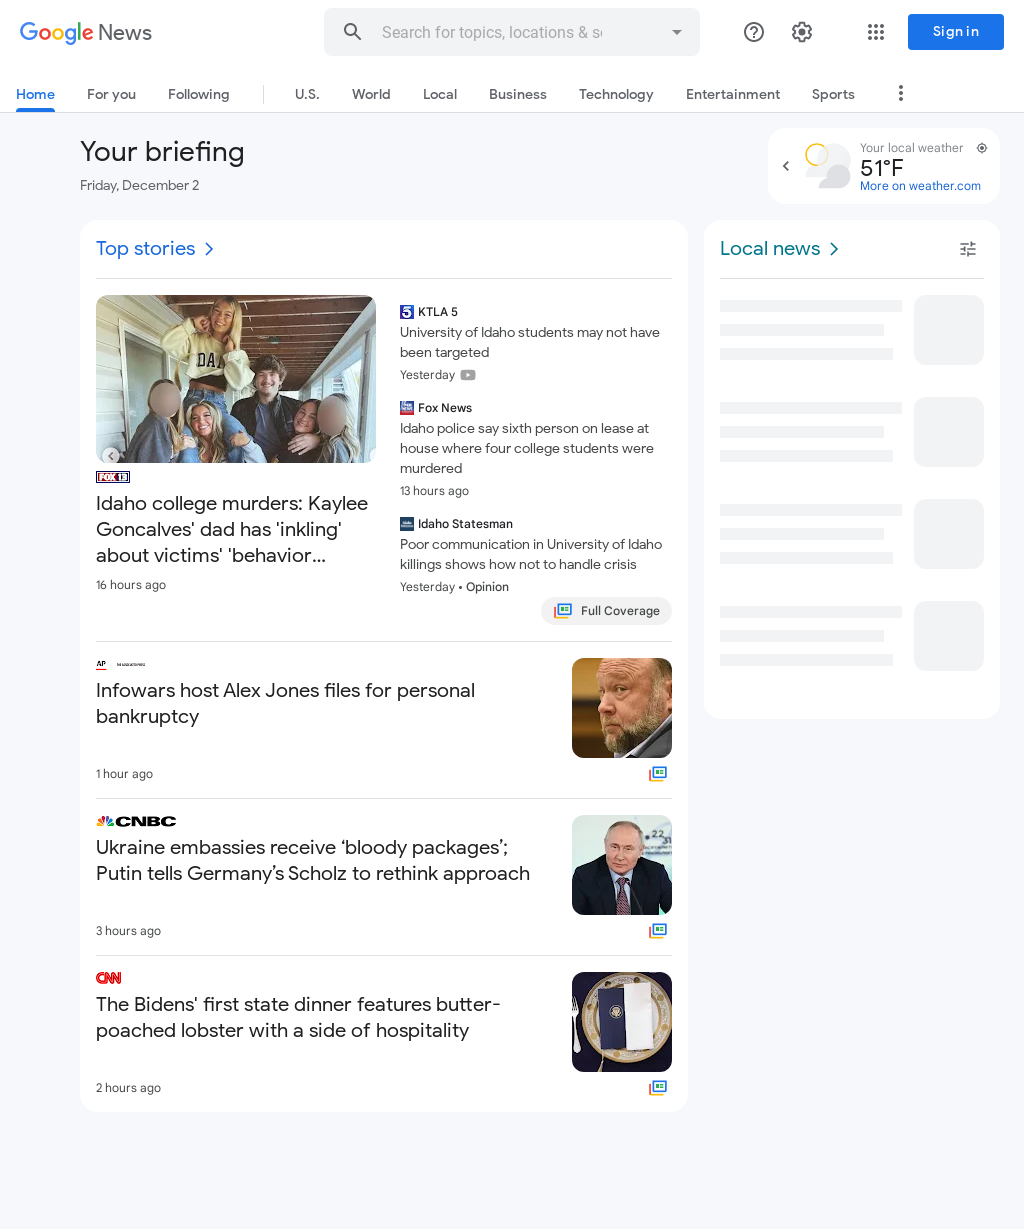 Google News
Search for topics, locations & so
Sign in
Home
For you
Following
U.S.
World
Local
Business
Technology
Entertainment
Sports
Your briefing
Friday, December 2
Your local weather
51°F
More on weather.com
Top stories
IDAHO
FOX 13
Idaho college murders: Kaylee
Goncalves' dad has 'inkling'
about victims' 'behavior...
16 hours ago
5 KTLA 5
University of Idaho students may not have
been targeted
Yesterday
Fox News
Idaho police say sixth person on lease at
house where four college students were
murdered
13 hours ago
Idaho Statesman
Poor communication in University of Idaho
killings shows how not to handle crisis
Yesterday • Opinion
Full Coverage
AP THE ASSOCIATED PRESS
Infowars host Alex Jones files for personal
bankruptcy
1 hour ago
CNBC
Ukraine embassies receive ‘bloody packages’;
Putin tells Germany’s Scholz to rethink approach
3 hours ago
CNN
The Bidens' first state dinner features butter-
poached lobster with a side of hospitality
2 hours ago
Local news